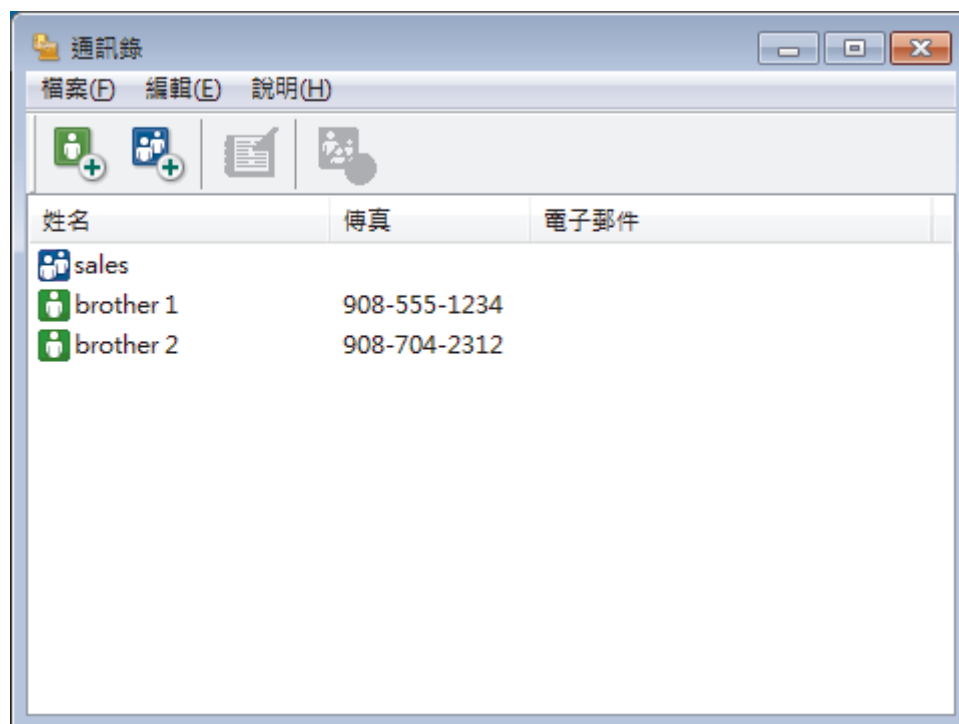 通訊錄
檔案(F) 編輯(E) 說明(H)
姓名 傳真 電子郵件
sales
brother 1 908-555-1234
brother 2 908-704-2312